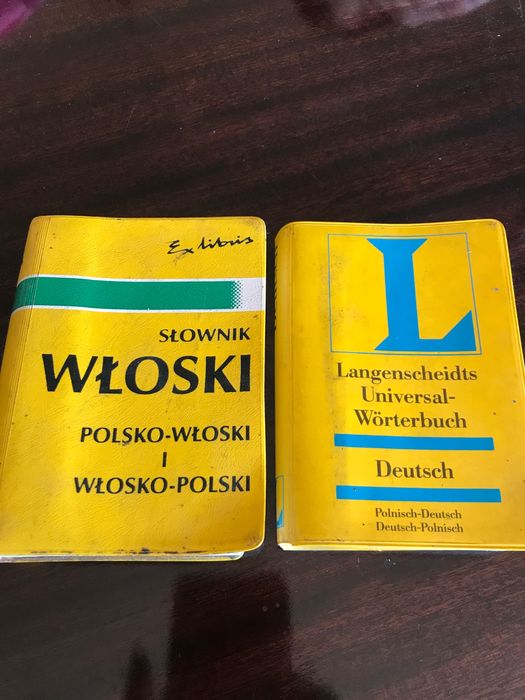 Ex libris
SŁOWNIK
WŁOSKI
POLSKO-WŁOSKI
I
WŁOSKO-POLSKI
L
Langenscheidts
Universal-
Wörterbuch
Deutsch
Polnisch-Deutsch
Deutsch-Polnisch